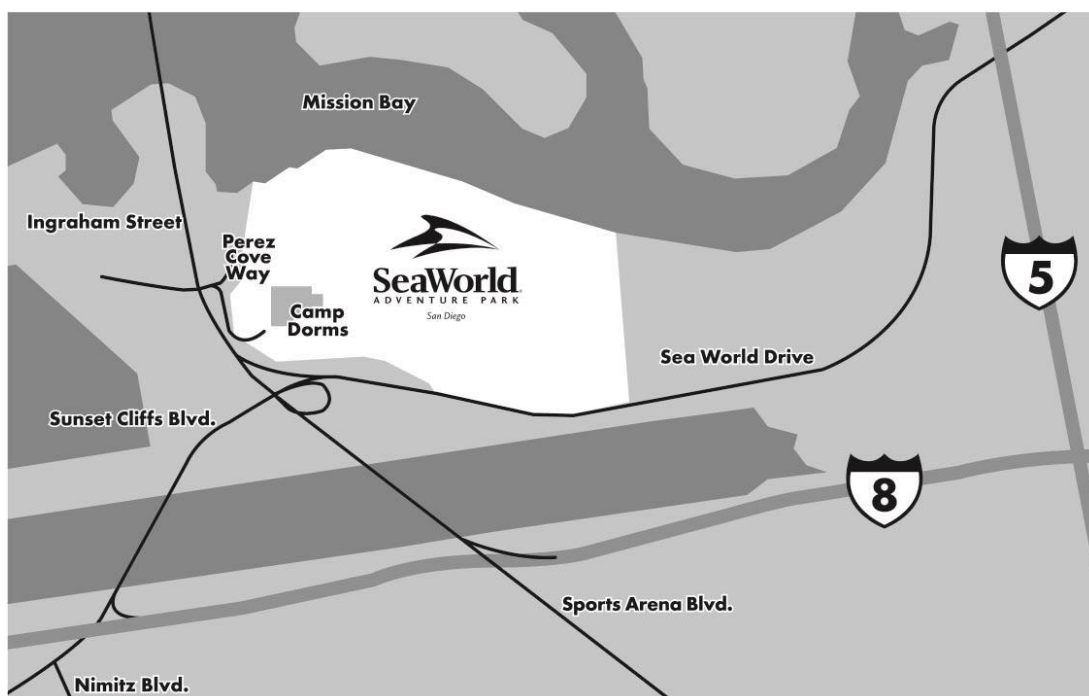 Mission Bay
Ingraham Street
Perez
Cove
Way
SeaWorld
ADVENTURE PARK
San Diego
Camp
Dorms
5
Sea World Drive
Sunset Cliffs Blvd.
8
Sports Arena Blvd.
Nimitz Blvd.